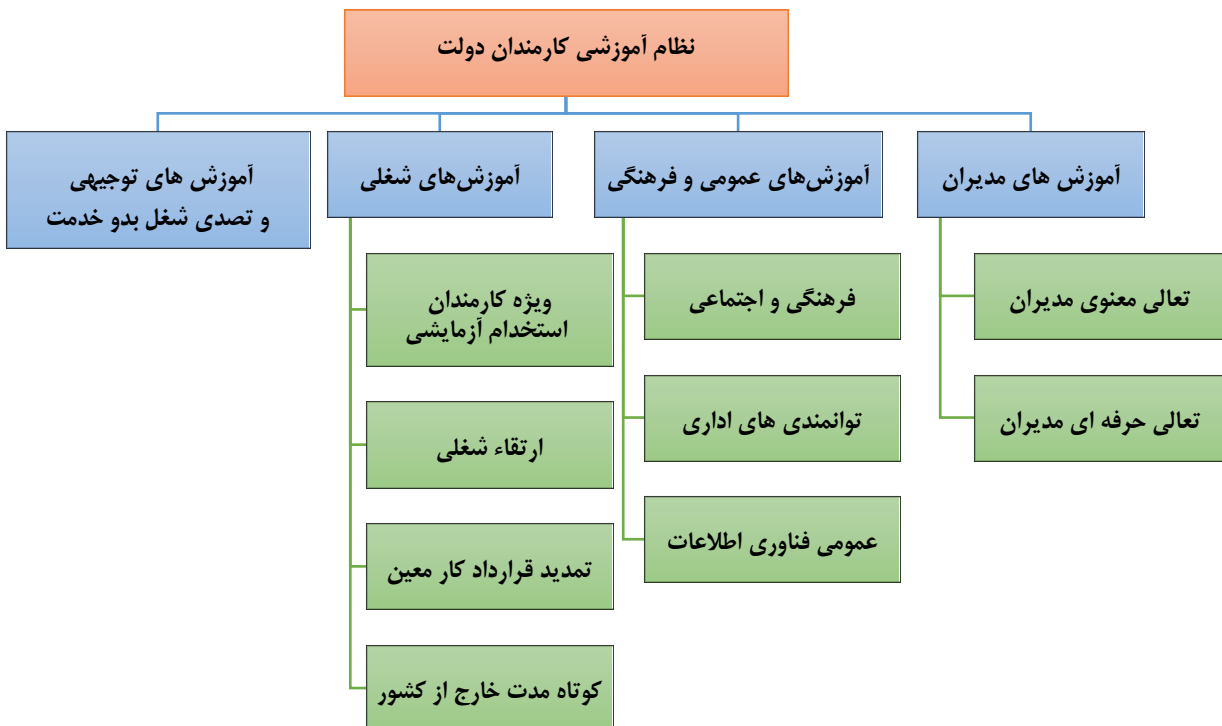 نظام آموزشی کارمندان دولت
آموزش های مدیران
آموزش‌های عمومی و فرهنگی
آموزش‌های شغلی
آموزش های توجیهی
و تصدی شغل بدو خدمت
تعالی معنوی مدیران
تعالی حرفه ای مدیران
فرهنگی و اجتماعی
توانمندی های اداری
عمومی فناوری اطلاعات
ویژه کارمندان
استخدام آزمایشی
ارتقاء شغلی
تمدید قرارداد کار معین
کوتاه مدت خارج از کشور